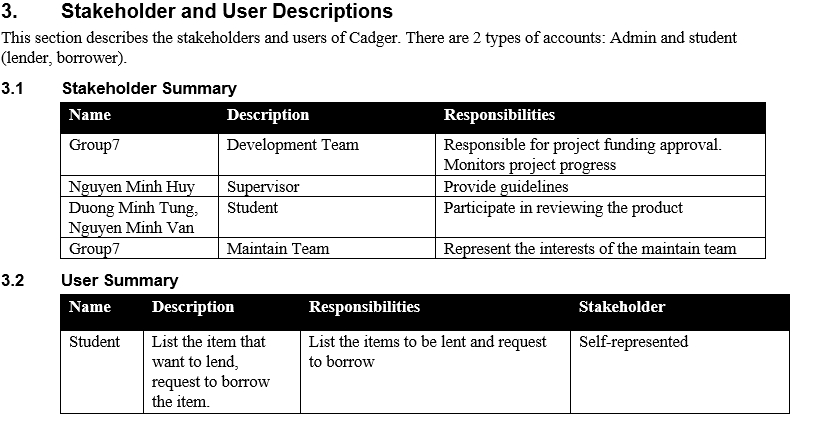 3. Stakeholder and User Descriptions
This section describes the stakeholders and users of Cadger. There are 2 types of accounts: Admin and student
(lender, borrower).
3.1 Stakeholder Summary
Name Description Responsibilities
Group7 Development Team Responsible for project funding approval.
Monitors project progress
Nguyen Minh Huy Supervisor Provide guidelines
Duong Minh Tung, Student Participate in reviewing the product
Nguyen Minh Van
Group7 Maintain Team Represent the interests of the maintain team
3.2 User Summary
Name Description Responsibilities Stakeholder
Student List the item that List the items to be lent and request Self-represented
want to lend, to borrow
request to borrow
the item.